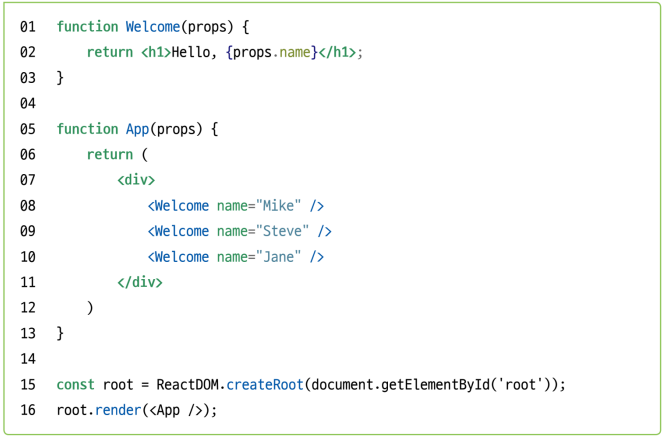 01 function Welcome(props) {
02     return <h1>Hello, {props.name}</h1>;
03 }
04
05 function App(props) {
06     return (
07         <div>
08             <Welcome name="Mike" />
09             <Welcome name="Steve" />
10             <Welcome name="Jane" />
11         </div>
12     )
13 }
14
15 const root = ReactDOM.createRoot(document.getElementById('root'));
16 root.render(<App />);